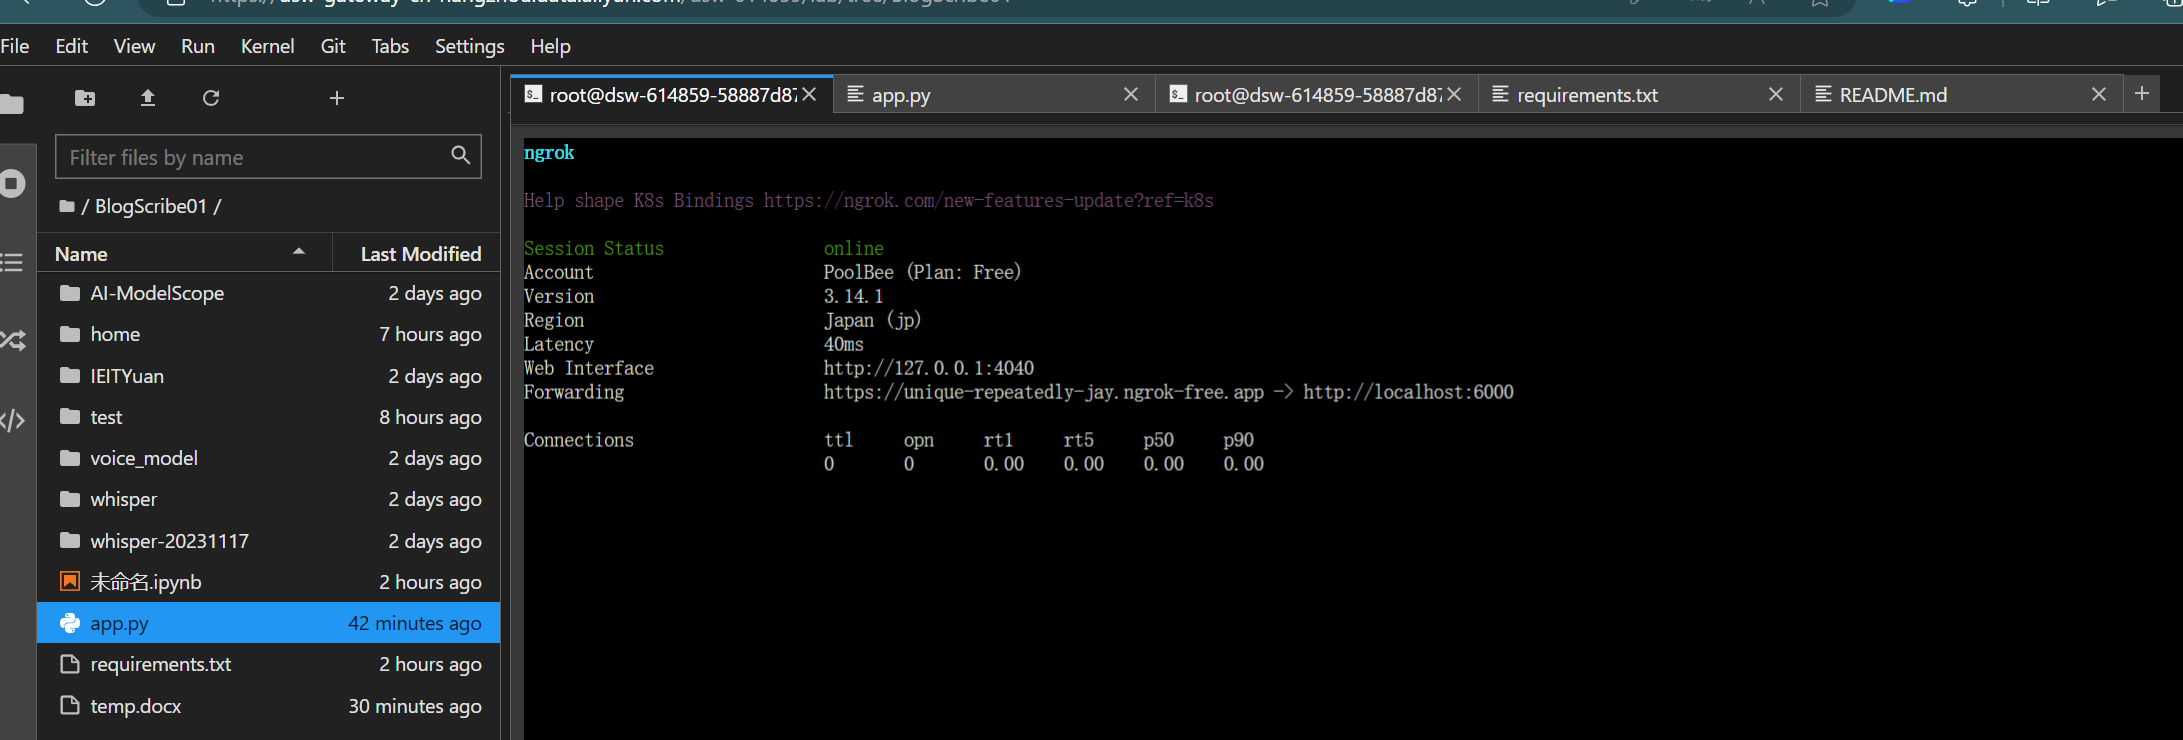 File Edit View Run Kernel Git Tabs Settings Help
root@dsw-614859-58887d87 app.py root@dsw-614859-58887d87 requirements.txt README.md
Filter files by name
/ BlogScribe01 /
Name Last Modified
AI-ModelScope 2 days ago
home 7 hours ago
IEITYuan 2 days ago
test 8 hours ago
voice_model 2 days ago
whisper 2 days ago
whisper-20231117 2 days ago
未命名.ipynb 2 hours ago
app.py 42 minutes ago
requirements.txt 2 hours ago
temp.docx 30 minutes ago
ngrok
Help shape K8s Bindings https://ngrok.com/new-features-update?ref=k8s
Session Status online
Account PoolBee (Plan: Free)
Version 3.14.1
Region Japan (jp)
Latency 40ms
Web Interface http://127.0.0.1:4040
Forwarding https://unique-repeatedly-jay.ngrok-free.app -> http://localhost:6000
Connections ttl opn rt1 rt5 p50 p90
0 0 0.00 0.00 0.00 0.00